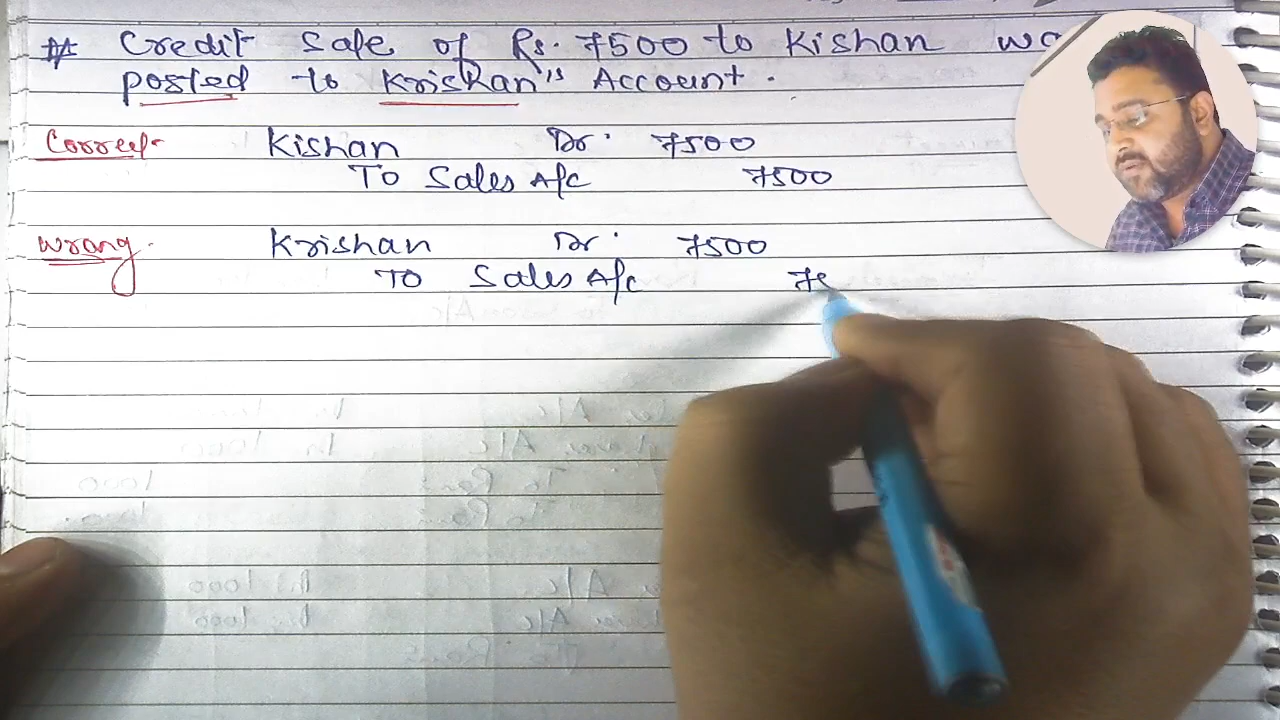 # Credit Sale of Rs. 7500 to Kishan
posted to Krishan's Account.
Correct Kishan Dr. 7500
To Sales A/c 7500
Wrong Krishan Dr. 7500
To Sales A/c 75